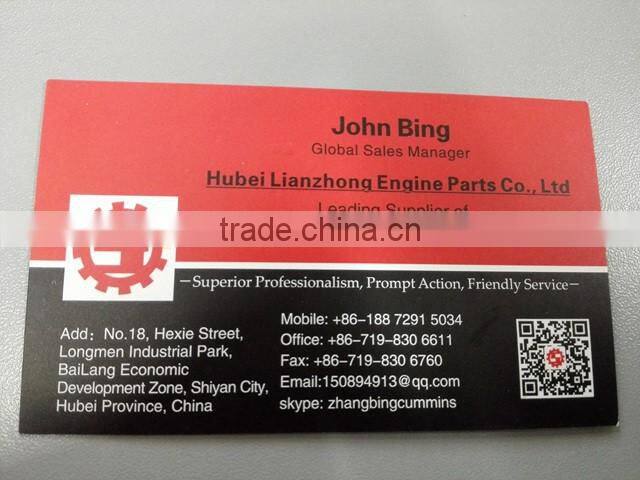 John Bing
Global Sales Manager
Hubei Lianzhong Engine Parts Co., Ltd
Leading Supplier of
trade.china.cn
—Superior Professionalism, Prompt Action, Friendly Service—
Add: No.18, Hexie Street,
Longmen Industrial Park,
BaiLang Economic
Development Zone, Shiyan City,
Hubei Province, China
Mobile: +86-188 7291 5034
Office: +86-719-830 6611
Fax: +86-719-830 6760
Email:150894913@qq.com
skype: zhangbingcummins